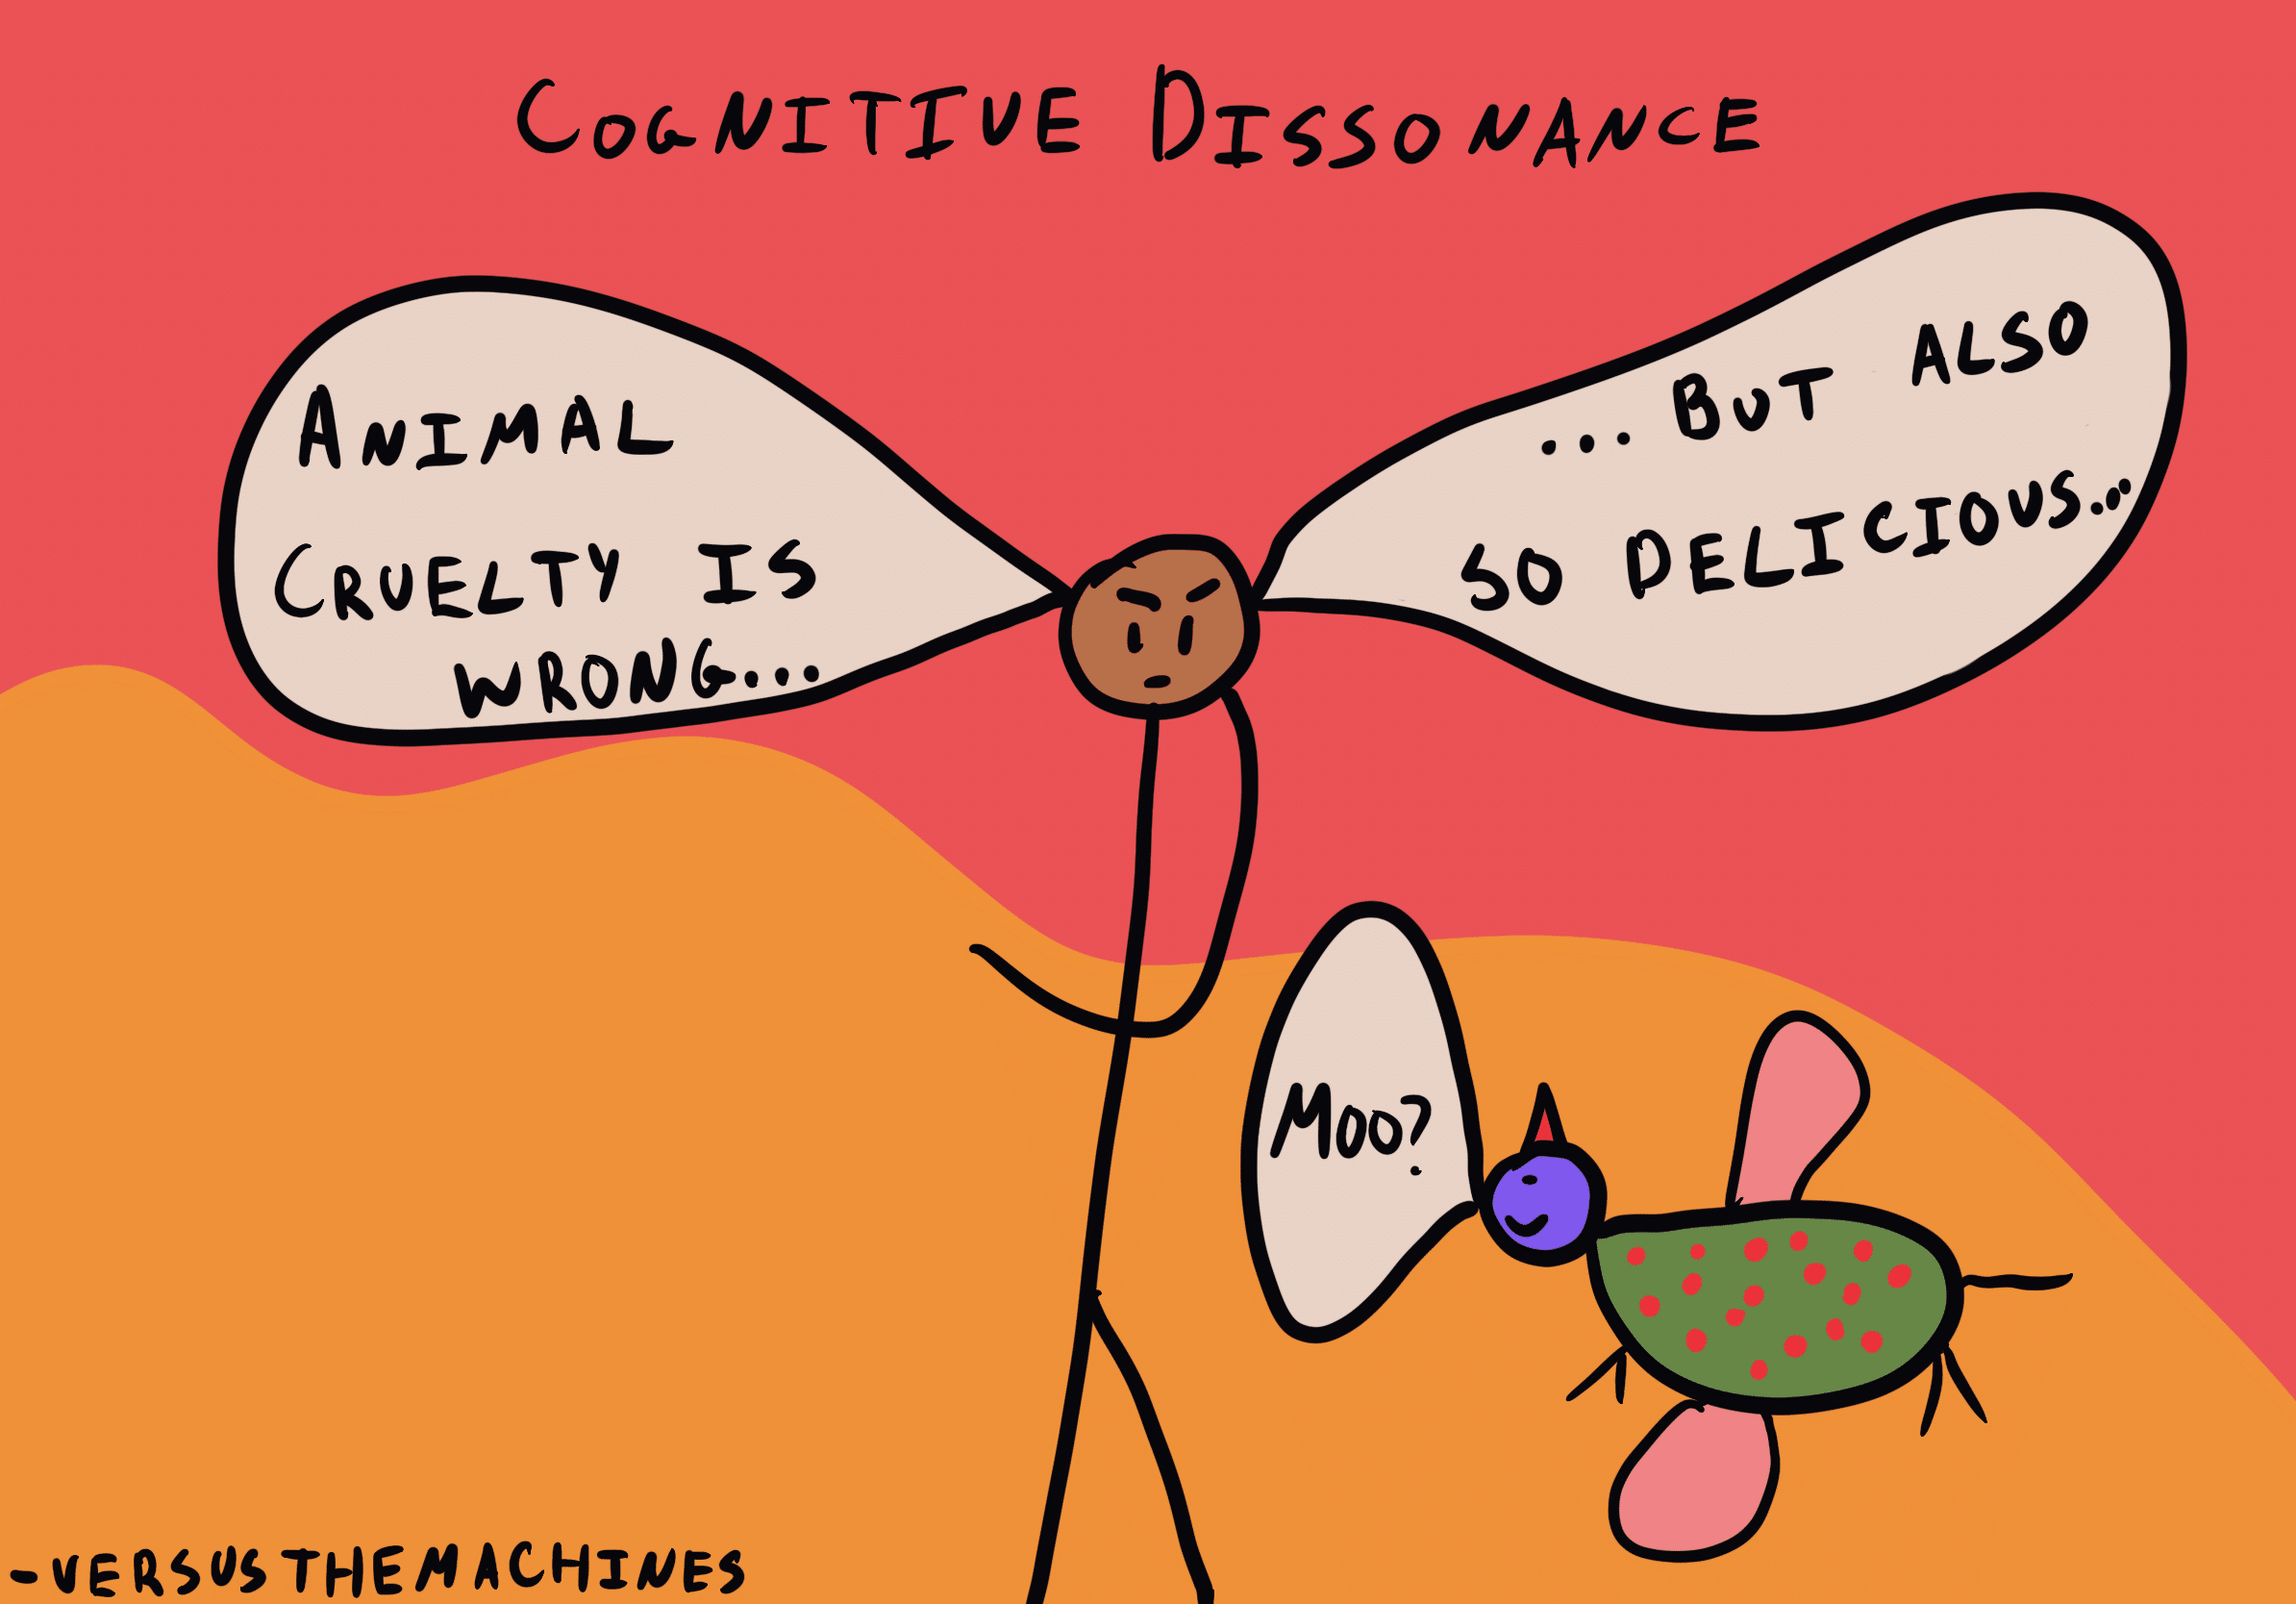 COGNITIVE DISSONANCE
ANIMAL
CRUELTY IS
WRONG...
... BUT ALSO
SO DELICIOUS...
MOO?
-VERSUSTHEMACHINES